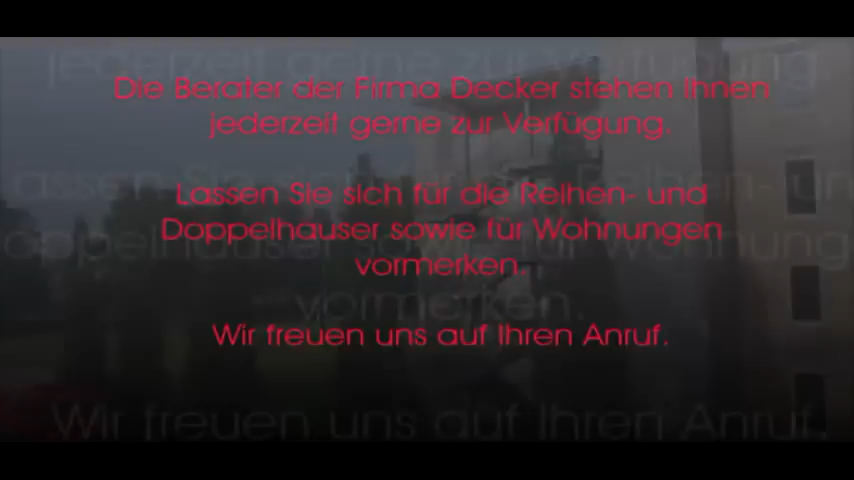 Die Berater der Firma Decker stehen Ihnen
jederzeit gerne zur Verfügung.
Lassen Sie sich für die Reihen- und
Doppelhauser sowie für Wohnungen
vormerken.
Wir freuen uns auf Ihren Anruf.